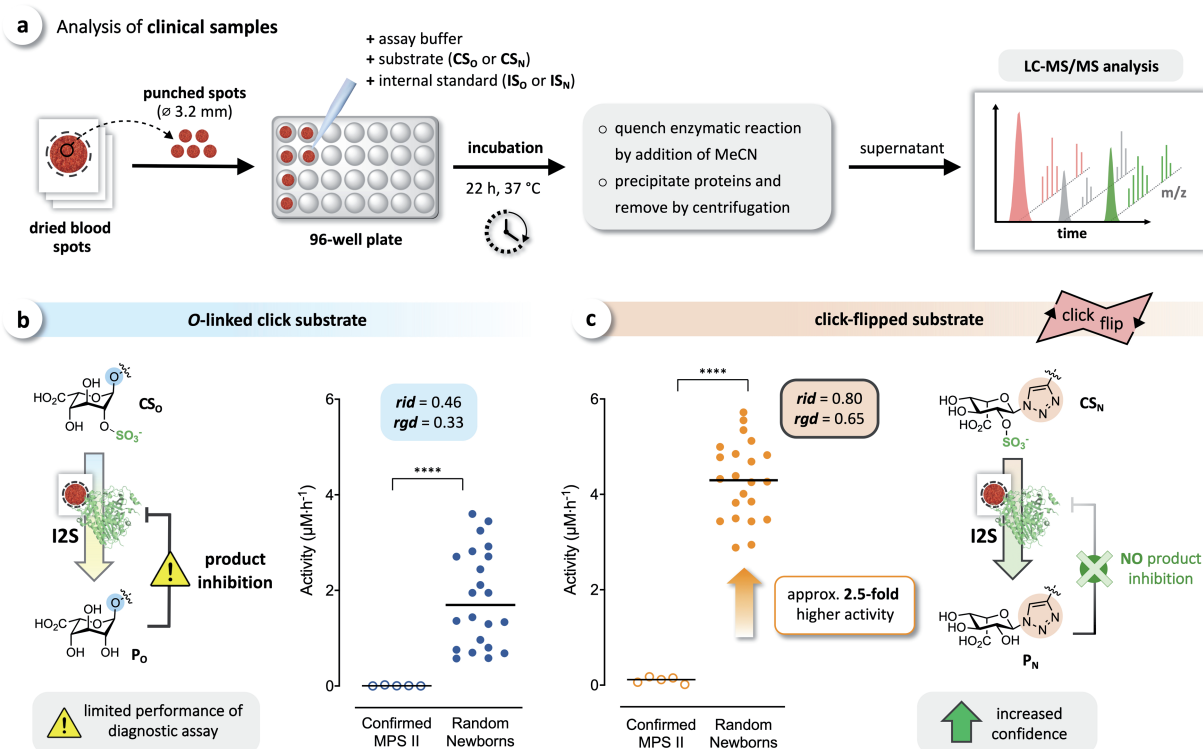 a
Analysis of clinical samples
+ assay buffer
+ substrate (CSO or CSN)
+ internal standard (ISO or ISN)
punched spots
(⌀ 3.2 mm)
dried blood
spots
96-well plate
incubation
22 h, 37 °C
○ quench enzymatic reaction
by addition of MeCN
○ precipitate proteins and
remove by centrifugation
supernatant
LC-MS/MS analysis
m/z
time
b
O-linked click substrate
OH
O
HO2C
O
OH
O
SO3-
CSO
I2S
product
inhibition
!
OH
O
HO2C
O
OH
OH
PO
!
limited performance of
diagnostic assay
rid = 0.46
rgd = 0.33
****
Activity (µM·h-1)
6
4
2
0
Confirmed
MPS II
Random
Newborns
c
click-flipped substrate
click
flip
****
rid = 0.80
rgd = 0.65
Activity (µM·h-1)
6
4
2
0
approx. 2.5-fold
higher activity
Confirmed
MPS II
Random
Newborns
HO
HO
HO2C
O
O
N
N
N
SO3-
CSN
I2S
NO product
inhibition
HO
HO
HO2C
O
OH
N
N
N
PN
increased
confidence